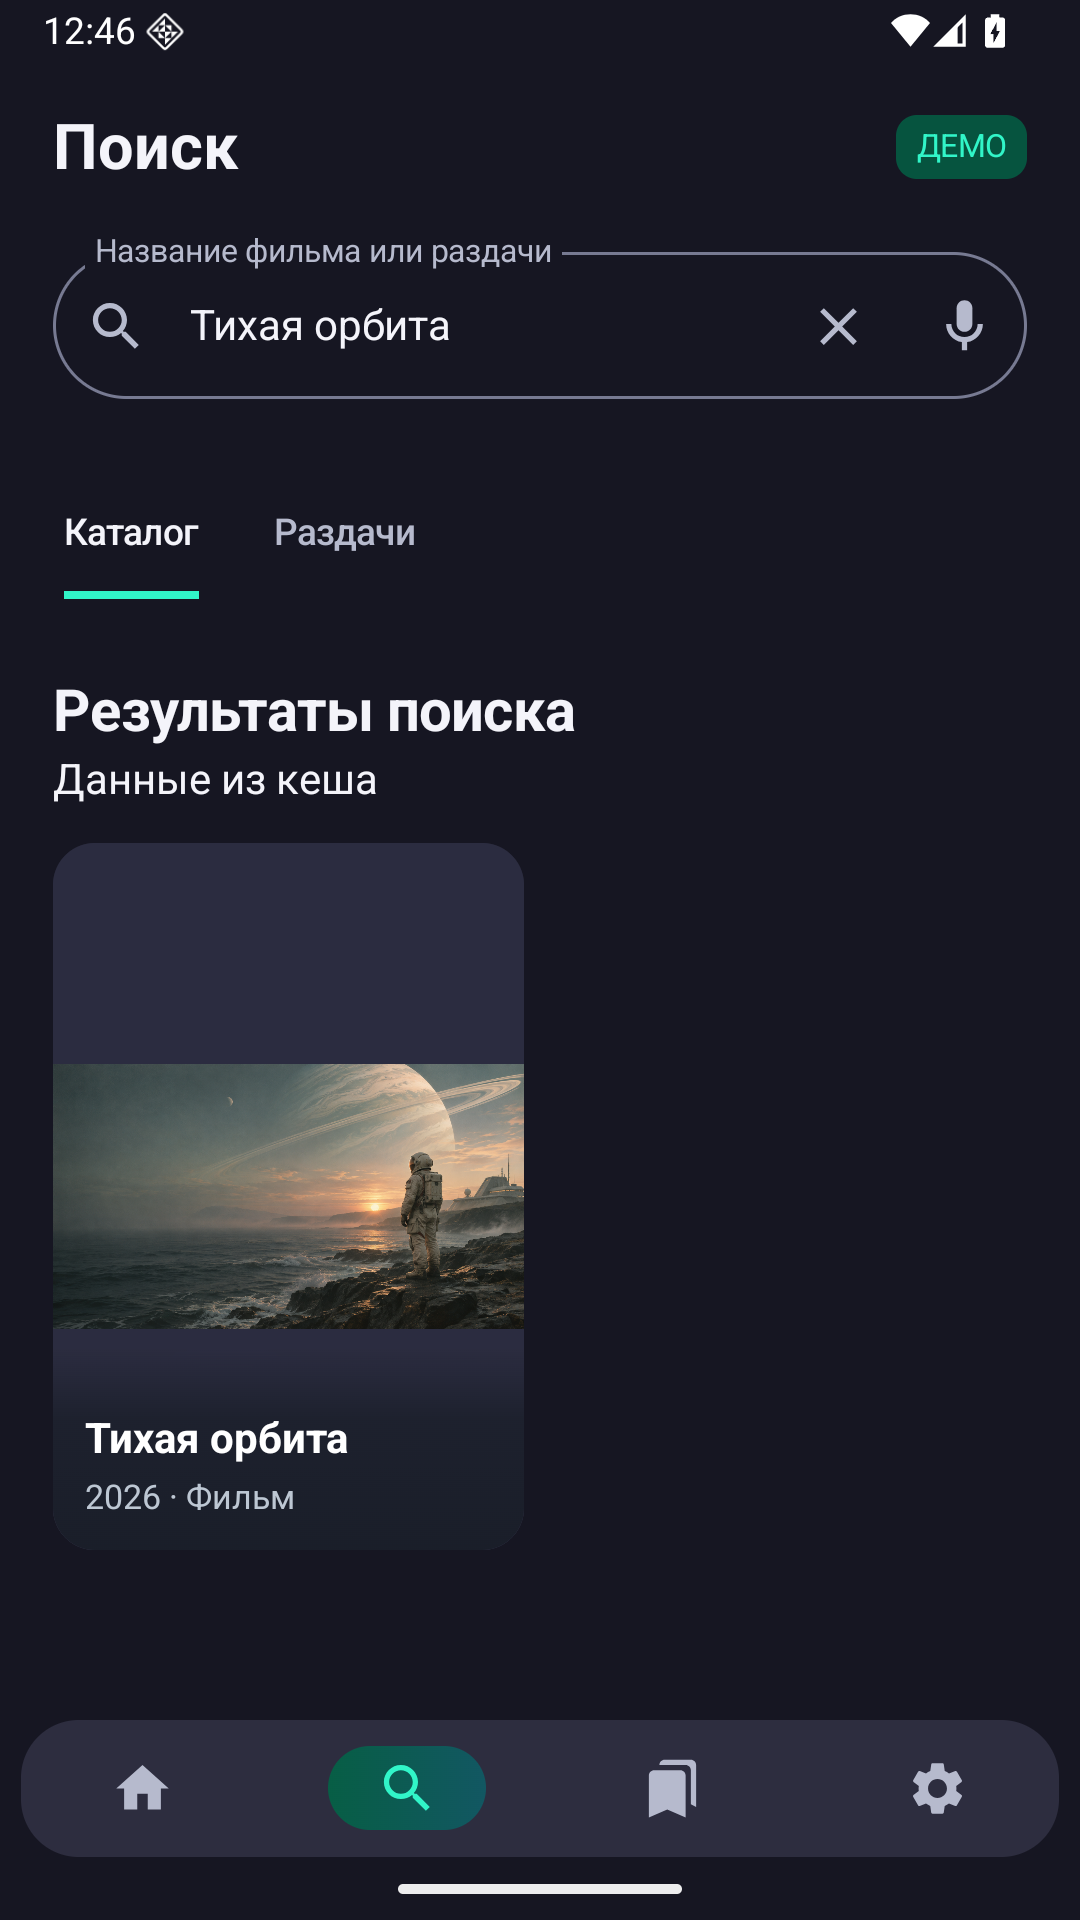 12:46
Поиск
ДЕМО
Название фильма или раздачи
Тихая орбита
Каталог
Раздачи
Результаты поиска
Данные из кеша
Тихая орбита
2026 · Фильм